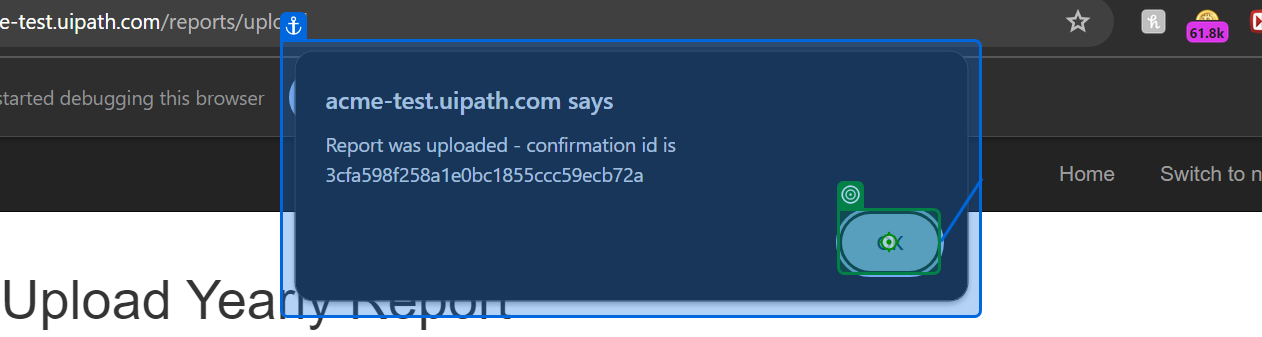 e-test.uipath.com/reports/uplo
61.8k
started debugging this browser
acme-test.uipath.com says
Report was uploaded - confirmation id is
3cfa598f258a1e0bc1855ccc59ecb72a
Home Switch to n
OK
Upload Yearly Report